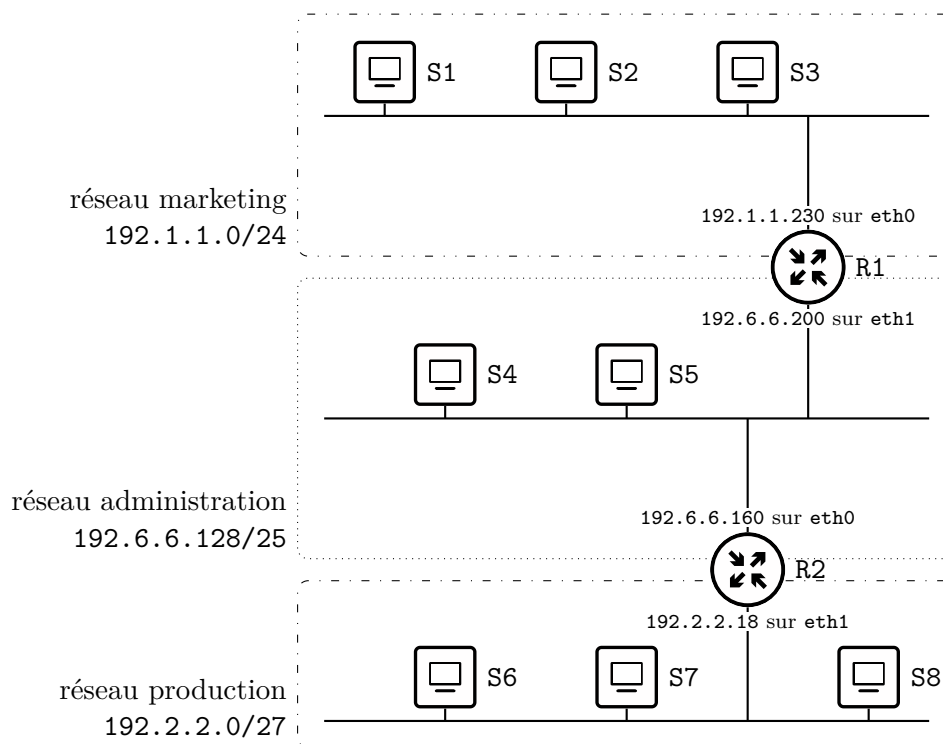 S1
S2
S3
réseau marketing
192.1.1.0/24
192.1.1.230 sur eth0
R1
192.6.6.200 sur eth1
S4
S5
réseau administration
192.6.6.128/25
192.6.6.160 sur eth0
R2
192.2.2.18 sur eth1
S6
S7
S8
réseau production
192.2.2.0/27